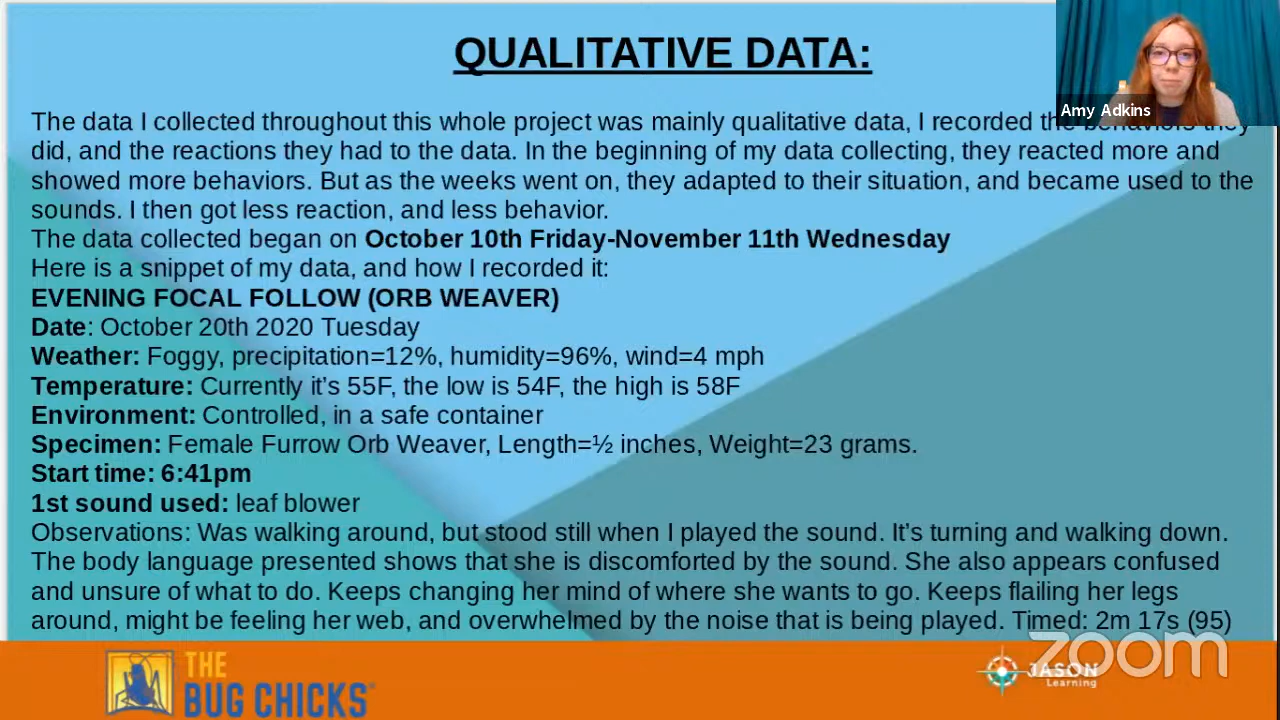 QUALITATIVE DATA:
Amy Adkins
The data I collected throughout this whole project was mainly qualitative data, I recorded the behaviors they
did, and the reactions they had to the data. In the beginning of my data collecting, they reacted more and
showed more behaviors. But as the weeks went on, they adapted to their situation, and became used to the
sounds. I then got less reaction, and less behavior.
The data collected began on October 10th Friday-November 11th Wednesday
Here is a snippet of my data, and how I recorded it:
EVENING FOCAL FOLLOW (ORB WEAVER)
Date: October 20th 2020 Tuesday
Weather: Foggy, precipitation=12%, humidity=96%, wind=4 mph
Temperature: Currently it's 55F, the low is 54F, the high is 58F
Environment: Controlled, in a safe container
Specimen: Female Furrow Orb Weaver, Length=½ inches, Weight=23 grams.
Start time: 6:41pm
1st sound used: leaf blower
Observations: Was walking around, but stood still when I played the sound. It's turning and walking down.
The body language presented shows that she is discomforted by the sound. She also appears confused
and unsure of what to do. Keeps changing her mind of where she wants to go. Keeps flailing her legs
around, might be feeling her web, and overwhelmed by the noise that is being played. Timed: 2m 17s (95)
THE
BUG CHICKS
JASON
Learning
zoom